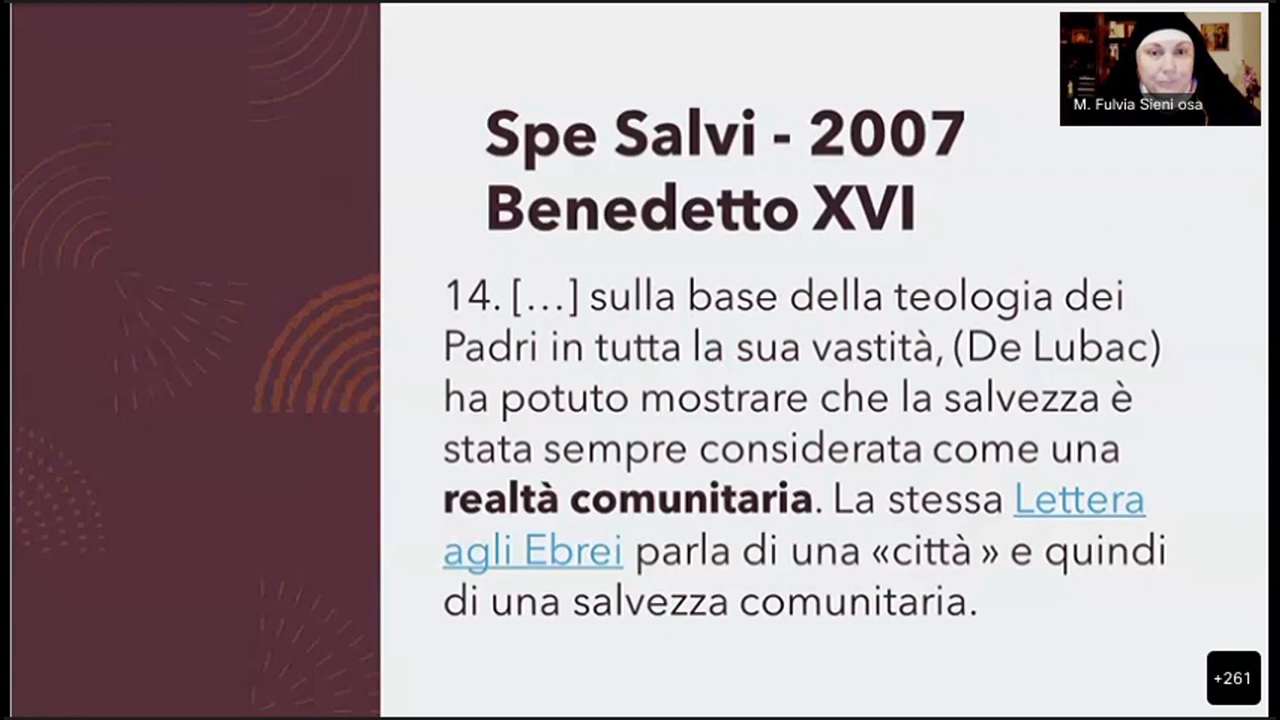 Spe Salvi - 2007
Benedetto XVI
14. […] sulla base della teologia dei
Padri in tutta la sua vastità, (De Lubac)
ha potuto mostrare che la salvezza è
stata sempre considerata come una
realtà comunitaria. La stessa Lettera
agli Ebrei parla di una «città » e quindi
di una salvezza comunitaria.
M. Fulvia Sieni osa
+261